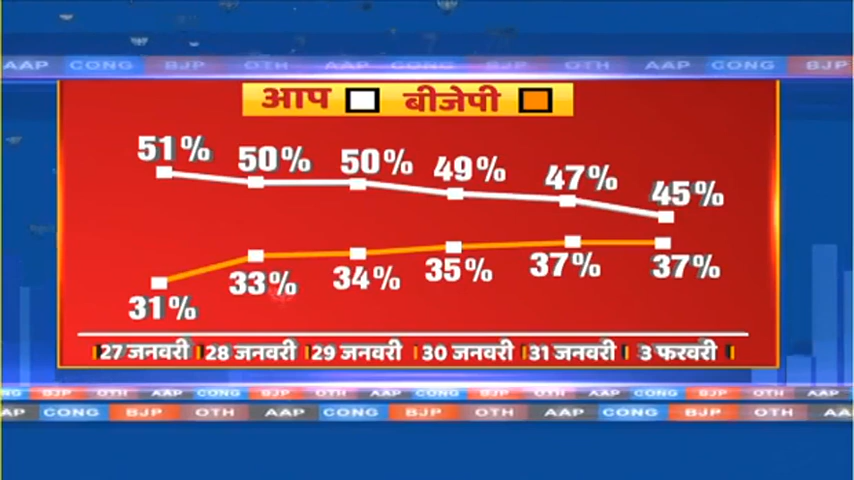 AAP CONG BJP OTH AAP CONG BJP OTH AAP CONG BJP
आप बीजेपी
51% 50% 50% 49% 47% 45%
31% 33% 34% 35% 37% 37%
27 जनवरी 28 जनवरी 29 जनवरी 30 जनवरी 31 जनवरी 3 फरवरी
NG BJP OTH AAP CONG BJP OTH AAP CONG BJP OTH AAP
AP CONG BJP OTH AAP CONG BJP OTH AAP CONG BJP OTH AA